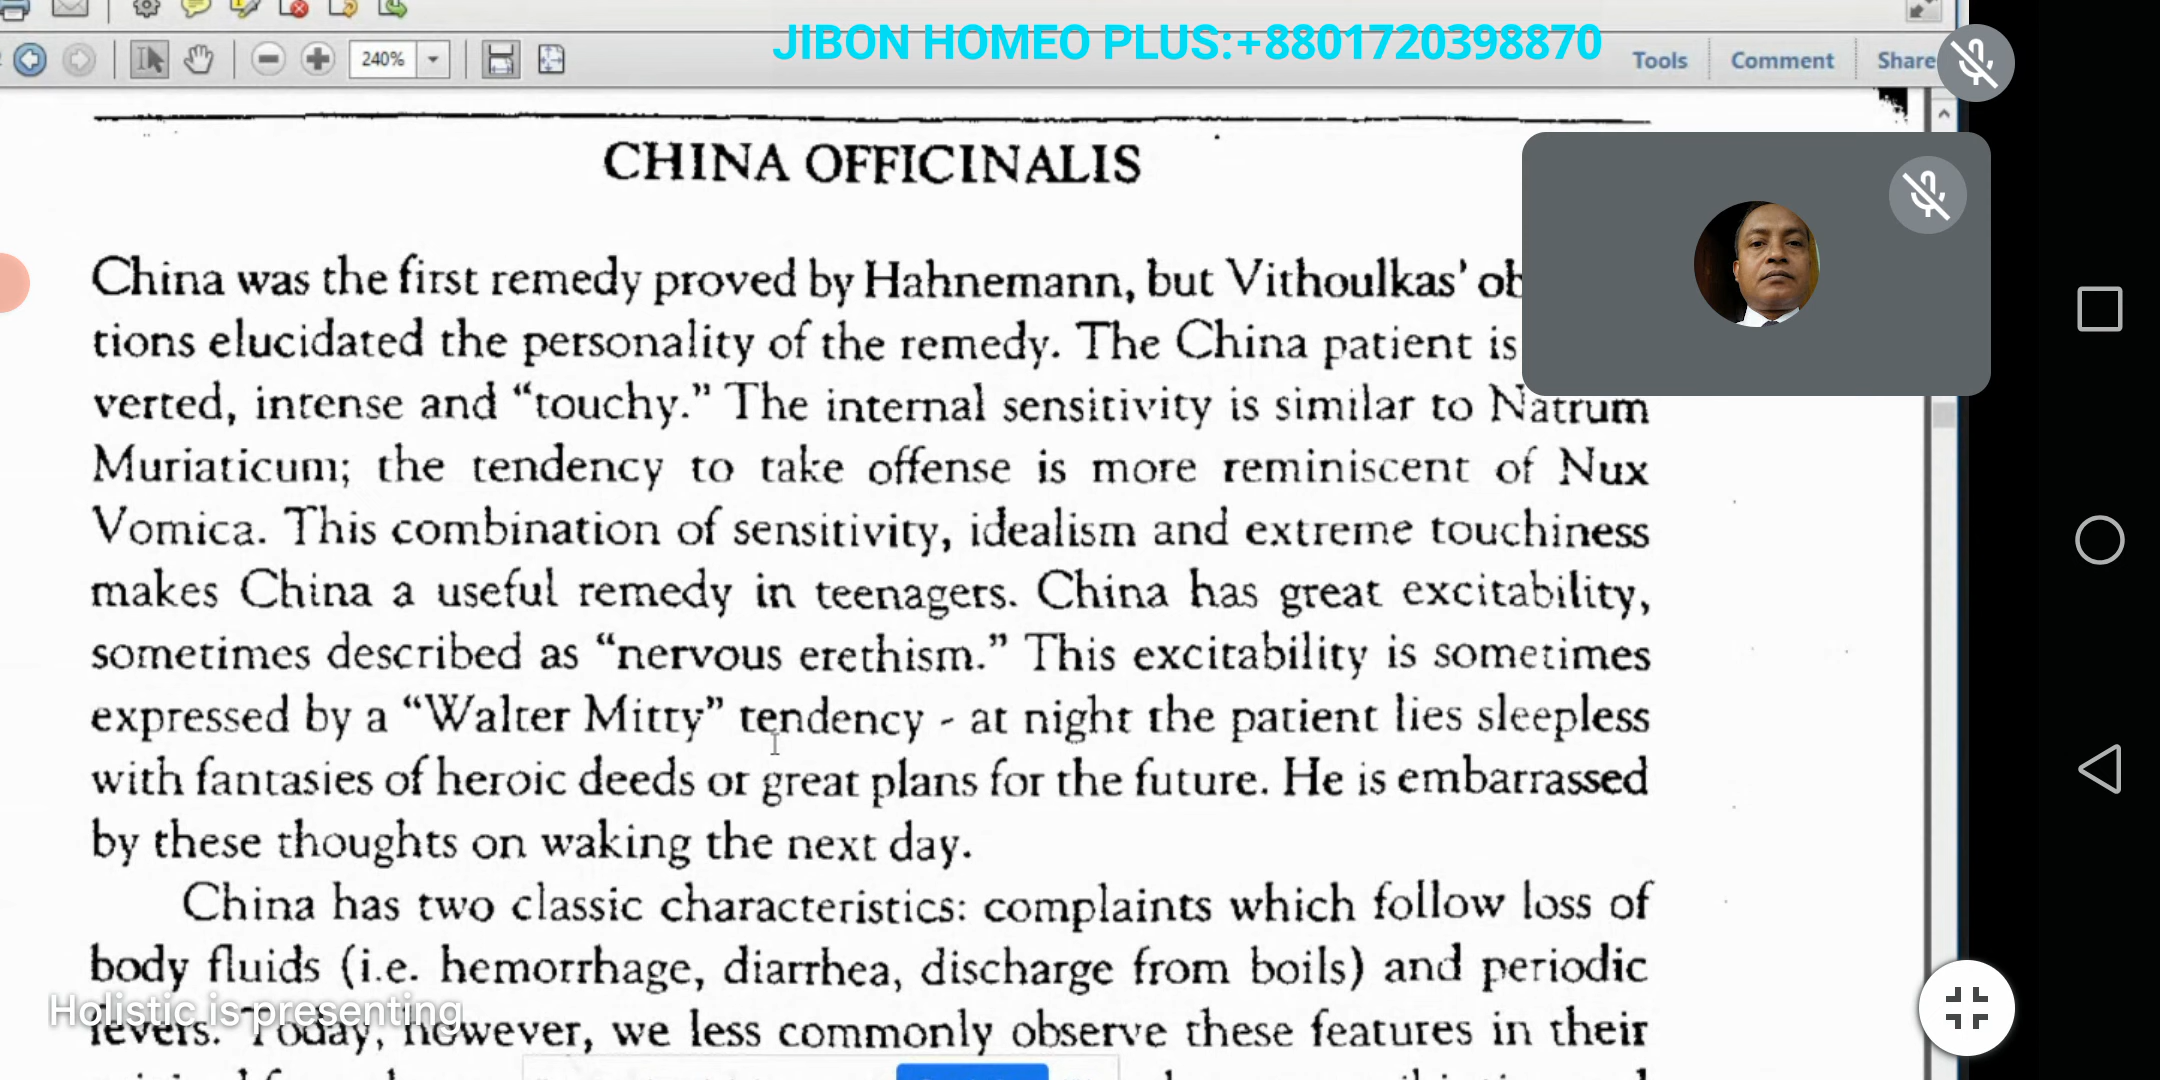 240%
JIBON HOMEO PLUS:+8801720398870
Tools
Comment
Share
CHINA OFFICINALIS
China was the first remedy proved by Hahnemann, but Vithoulkas’ ob
tions elucidated the personality of the remedy. The China patient is
verted, intense and “touchy.” The internal sensitivity is similar to Natrum
Muriaticum; the tendency to take offense is more reminiscent of Nux
Vomica. This combination of sensitivity, idealism and extreme touchiness
makes China a useful remedy in teenagers. China has great excitability,
sometimes described as “nervous erethism.” This excitability is sometimes
expressed by a “Walter Mitty” tendency - at night the patient lies sleepless
with fantasies of heroic deeds or great plans for the future. He is embarrassed
by these thoughts on waking the next day.
China has two classic characteristics: complaints which follow loss of
body fluids (i.e. hemorrhage, diarrhea, discharge from boils) and periodic
Holistic is presenting
fevers. Today, however, we less commonly observe these features in their